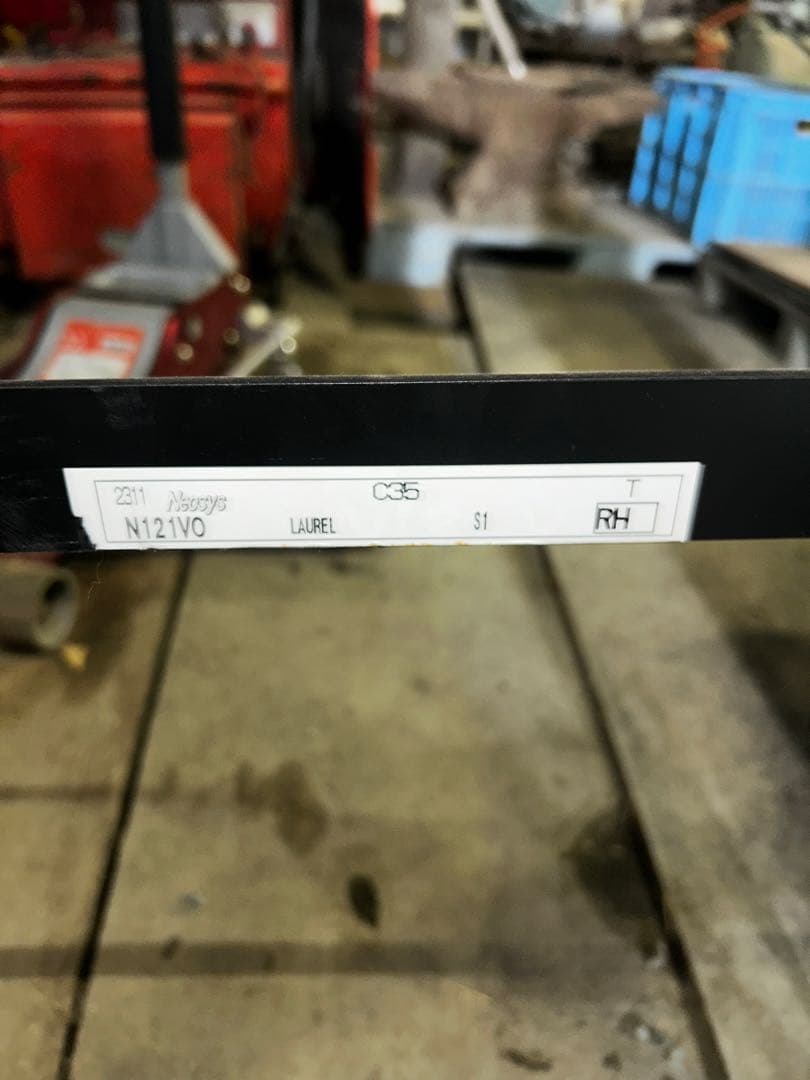 2311 Neosys C35 T
N121VO LAUREL S1 RH